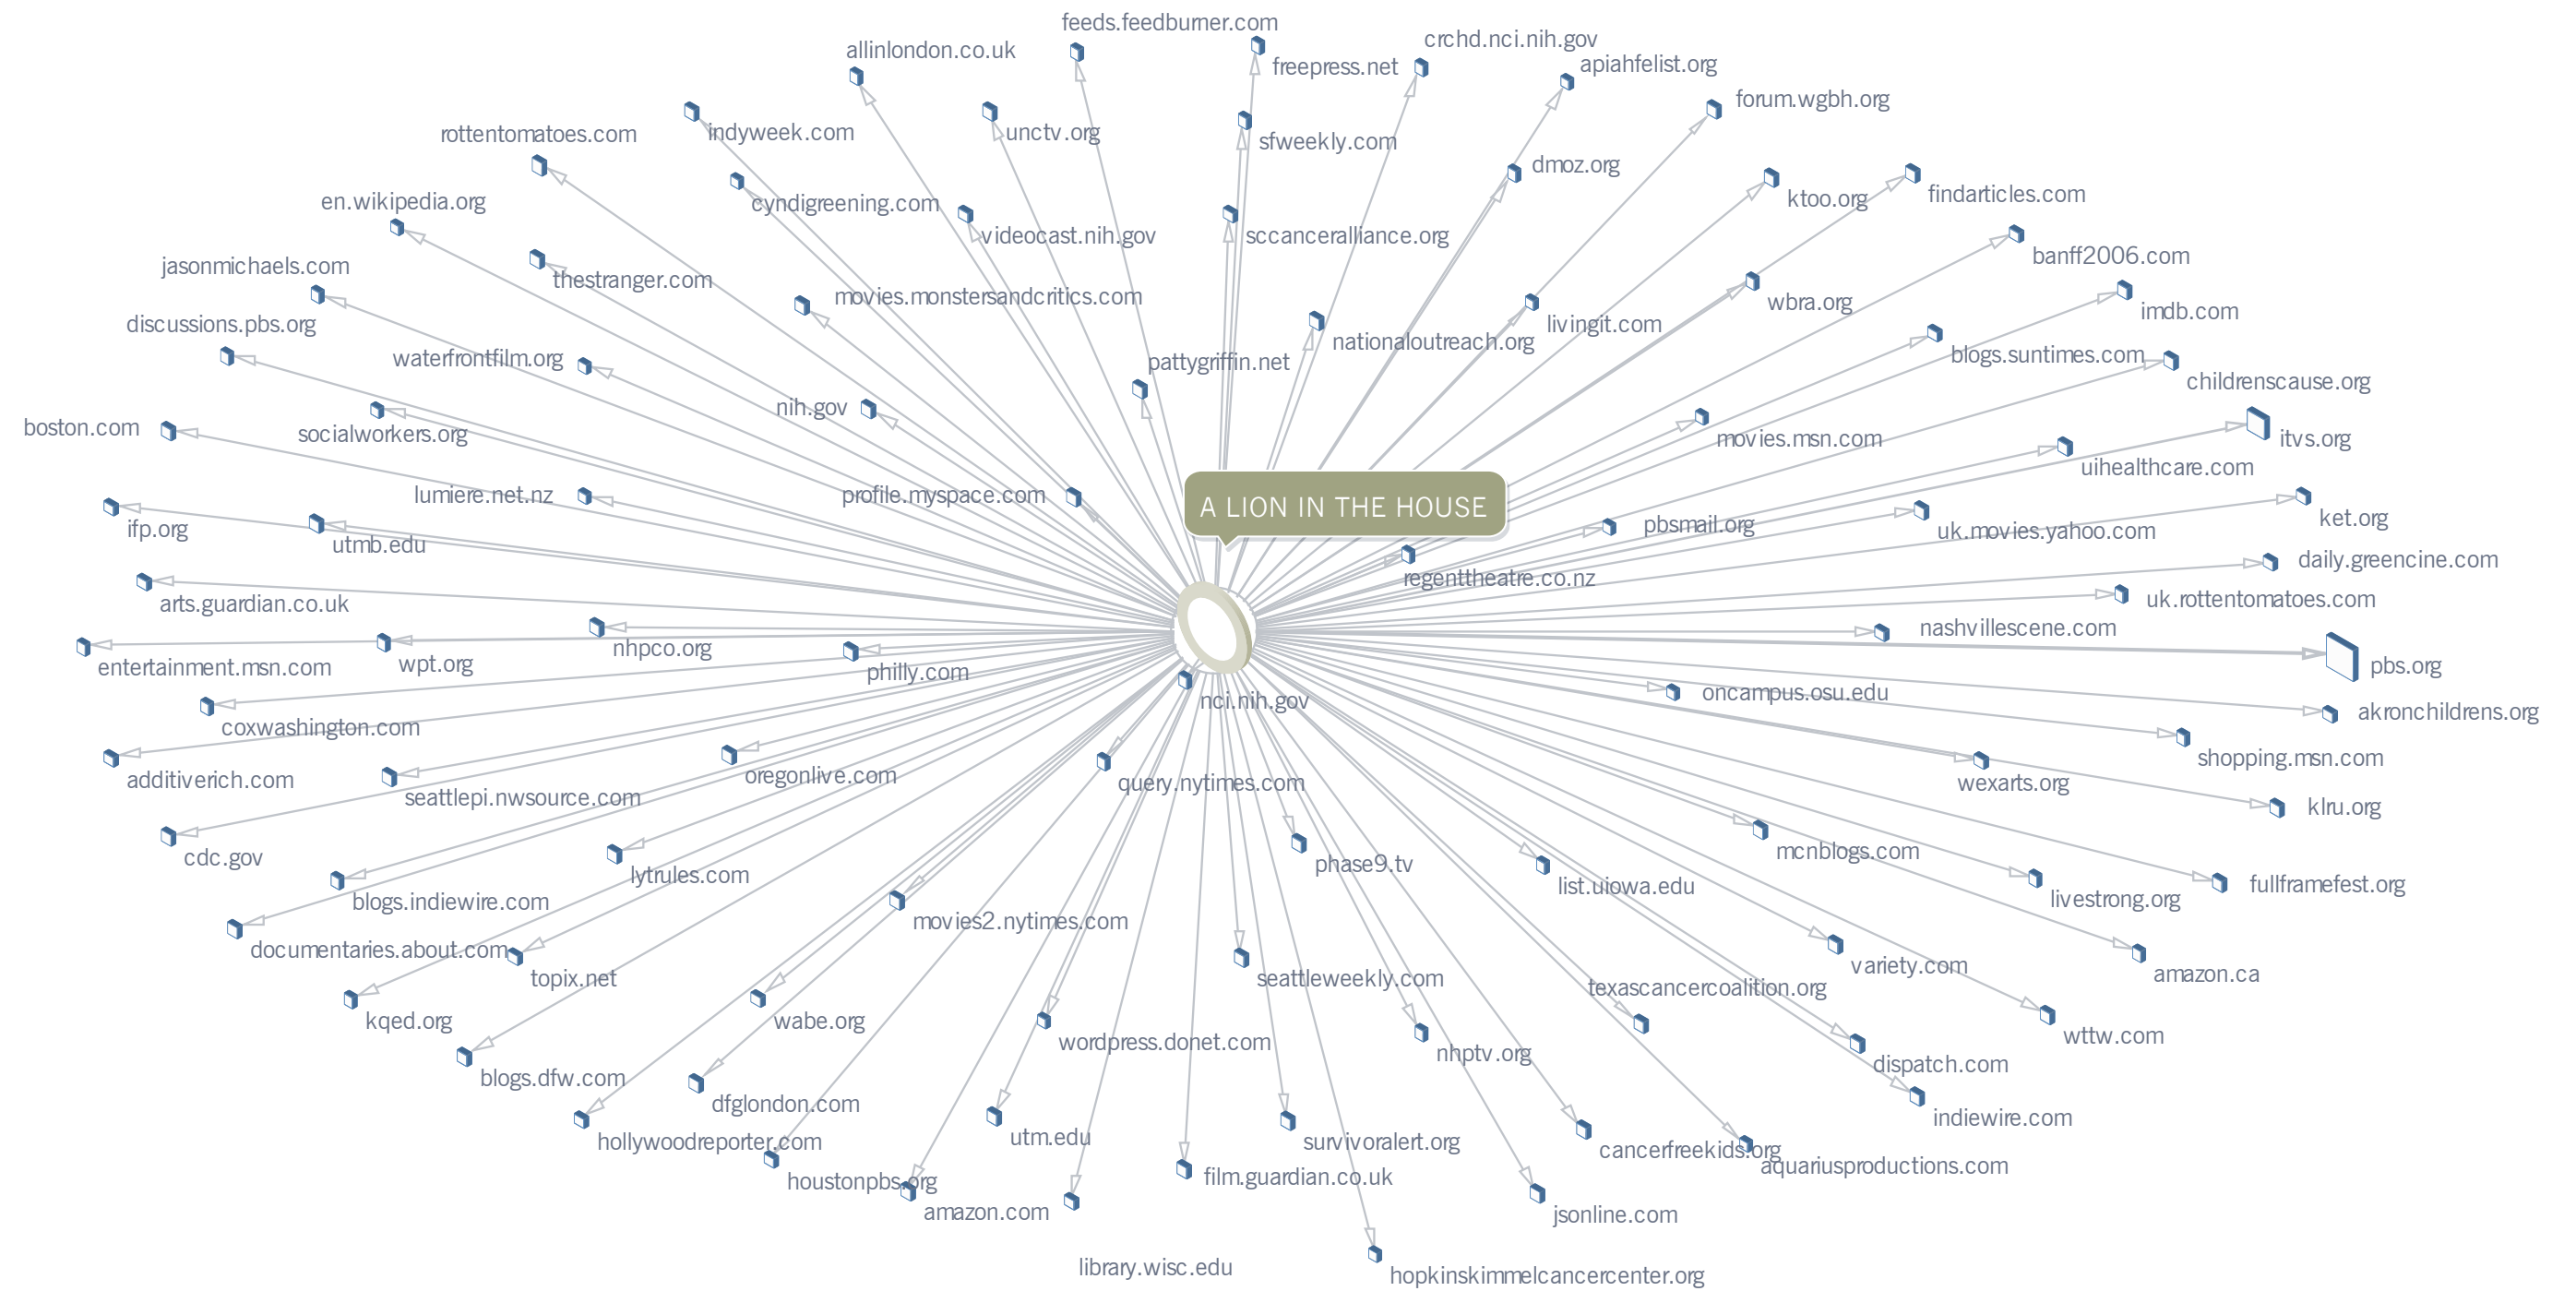 feeds.feedburner.com
crchd.nci.nih.gov
allinlondon.co.uk
freepress.net
apiahfelist.org
forum.wgbh.org
rottentomatoes.com
indyweek.com
unctv.org
sfweekly.com
dmoz.org
en.wikipedia.org
cyndigreening.com
ktoo.org
findarticles.com
videocast.nih.gov
sccanceralliance.org
banff2006.com
jasonmichaels.com
thestranger.com
movies.monstersandcritics.com
wbra.org
imdb.com
discussions.pbs.org
livingit.com
nationaloutreach.org
waterfrontfilm.org
pattygriffin.net
blogs.suntimes.com
childrenscause.org
nih.gov
boston.com
socialworkers.org
movies.msn.com
itvs.org
uihealthcare.com
lumiere.net.nz
profile.myspace.com
A LION IN THE HOUSE
ket.org
ifp.org
pbsmail.org
uk.movies.yahoo.com
utmb.edu
daily.greencine.com
regenttheatre.co.nz
arts.guardian.co.uk
uk.rottentomatoes.com
nashvillescene.com
nhpco.org
entertainment.msn.com
wpt.org
philly.com
pbs.org
oncampus.osu.edu
nci.nih.gov
akronchildrens.org
coxwashington.com
shopping.msn.com
additiverich.com
oregonlive.com
query.nytimes.com
wexarts.org
seattlepi.nwsource.com
klru.org
cdc.gov
mcnblogs.com
phase9.tv
lytrules.com
list.uiowa.edu
fullframefest.org
blogs.indiewire.com
livestrong.org
movies2.nytimes.com
documentaries.about.com
variety.com
amazon.ca
topix.net
seattleweekly.com
texascancercoalition.org
kqed.org
wabe.org
wttw.com
wordpress.donet.com
nhptv.org
dispatch.com
blogs.dfw.com
dfglondon.com
indiewire.com
utm.edu
hollywoodreporter.com
survivoralert.org
cancerfreekids.org
aquariusproductions.com
houstonpbs.org
film.guardian.co.uk
amazon.com
jsonline.com
library.wisc.edu
hopkinskimmelcancercenter.org